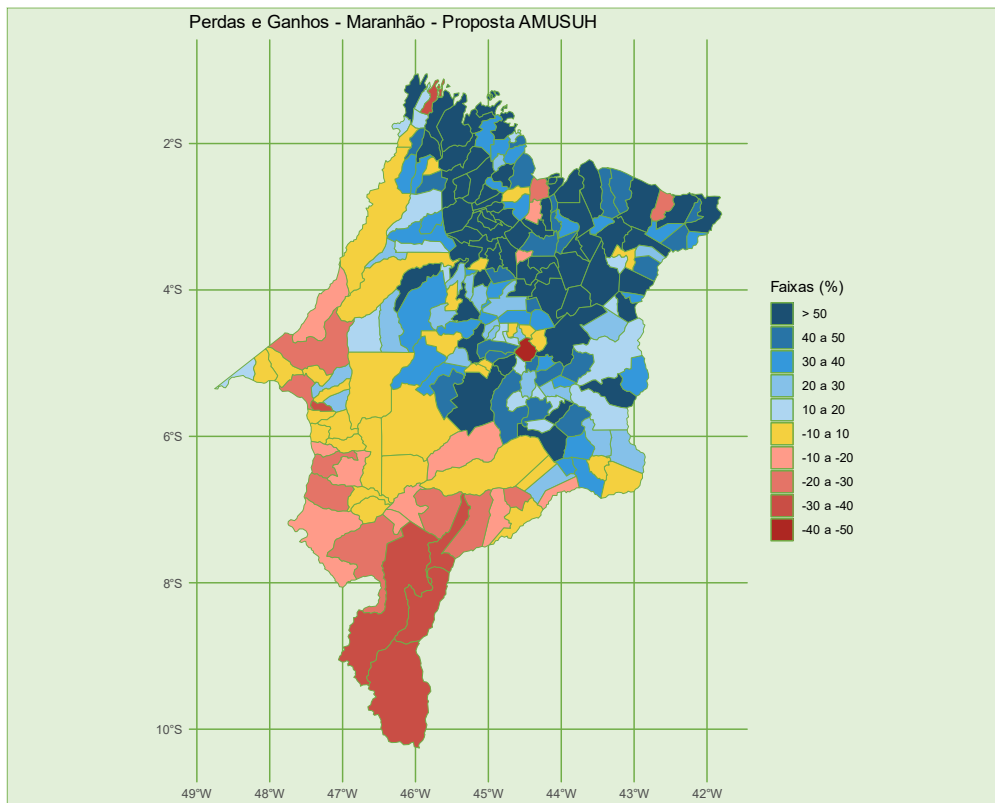 Perdas e Ganhos - Maranhão - Proposta AMUSUH
2°S
4°S
6°S
8°S
10°S
49°W 48°W 47°W 46°W 45°W 44°W 43°W 42°W
Faixas (%)
> 50
40 a 50
30 a 40
20 a 30
10 a 20
-10 a 10
-10 a -20
-20 a -30
-30 a -40
-40 a -50